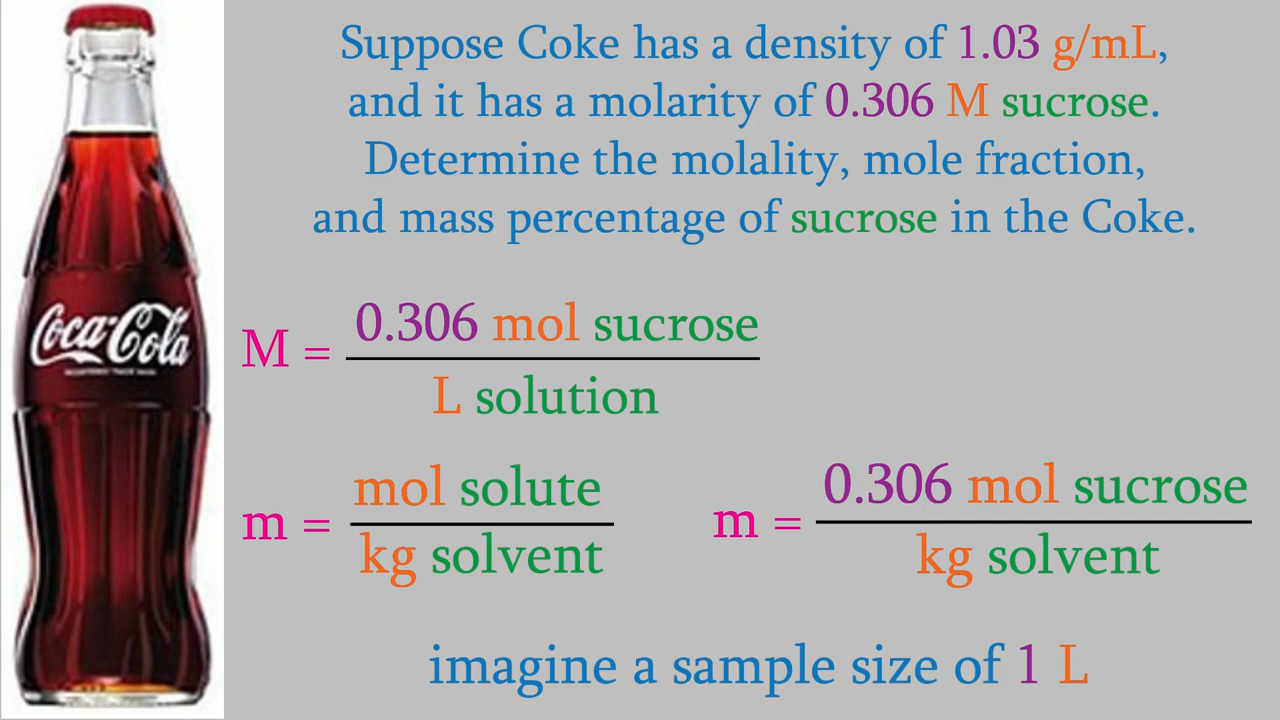 Suppose Coke has a density of 1.03 g/mL,
and it has a molarity of 0.306 M sucrose.
Determine the molality, mole fraction,
and mass percentage of sucrose in the Coke.
Coca-Cola
M = 0.306 mol sucrose
L solution
m = mol solute
kg solvent
m = 0.306 mol sucrose
kg solvent
imagine a sample size of 1 L